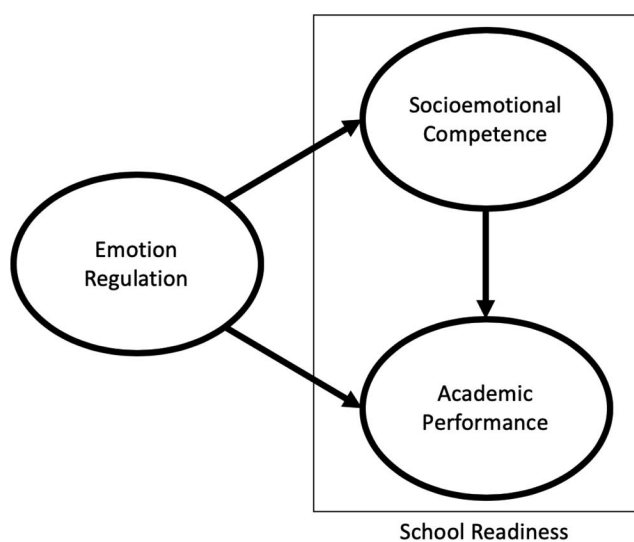 Socioemotional
Competence
Emotion
Regulation
Academic
Performance
School Readiness